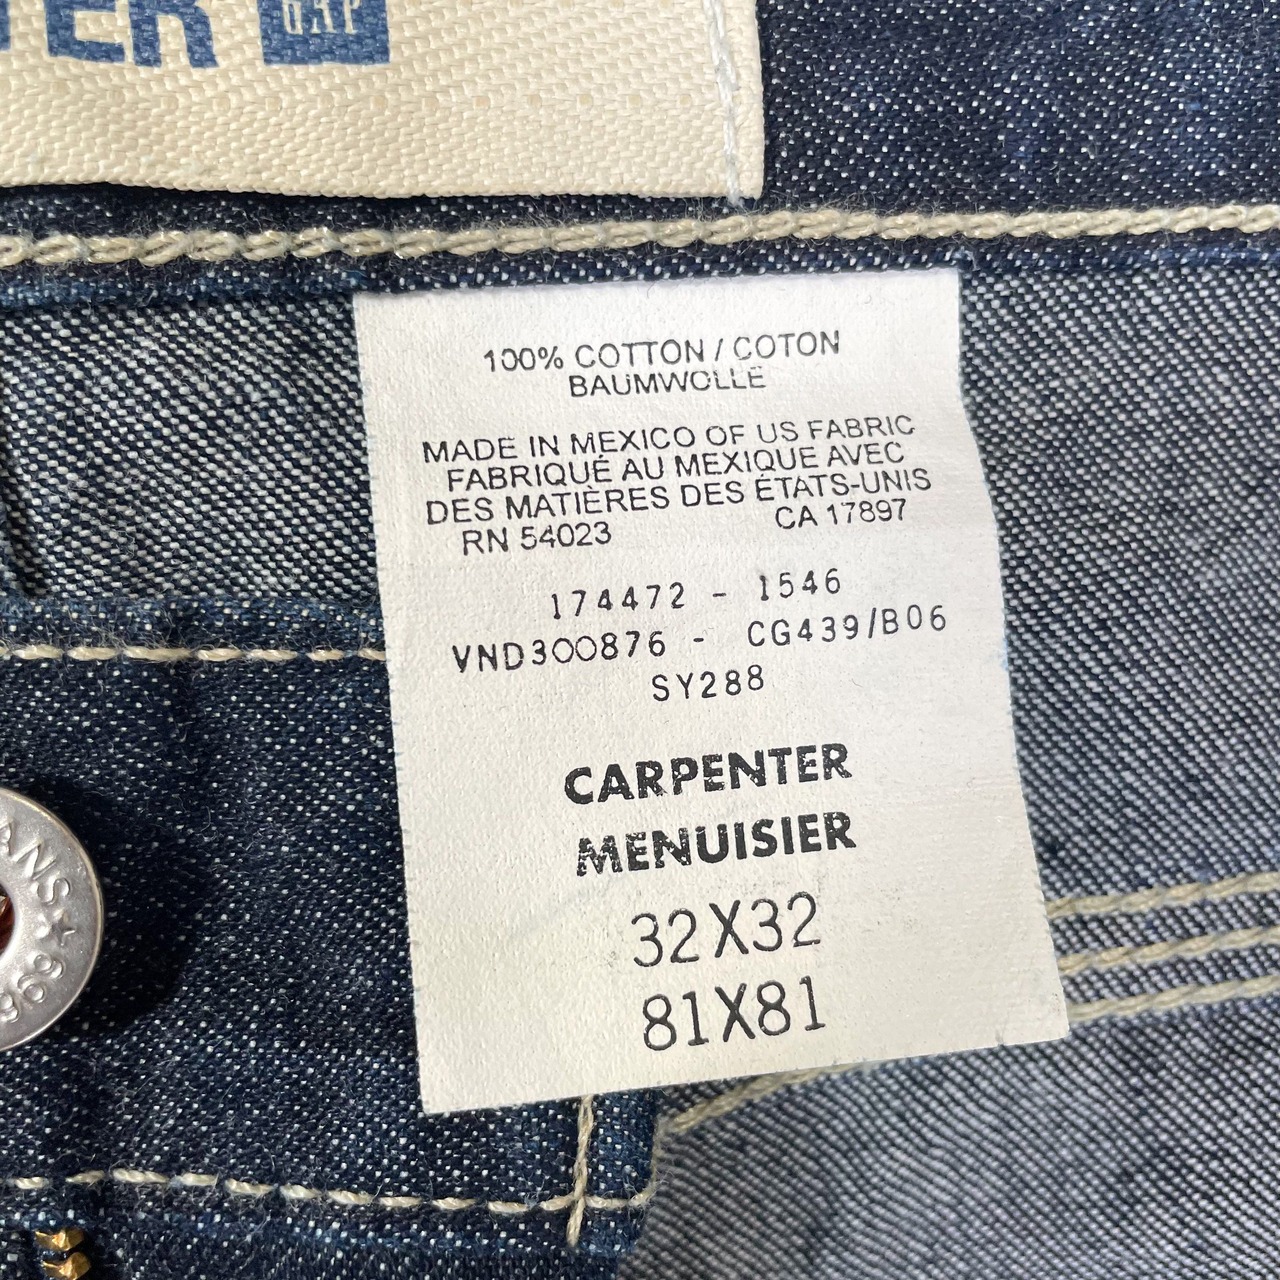 GAP
100% COTTON / COTON
BAUMWOLLE
MADE IN MEXICO OF US FABRIC
FABRIQUÉ AU MEXIQUE AVEC
DES MATIÈRES DES ÉTATS-UNIS
RN 54023 CA 17897
174472 - 1546
VND300876 - CG439/B06
SY288
CARPENTER
MENUISIER
32X32
81X81